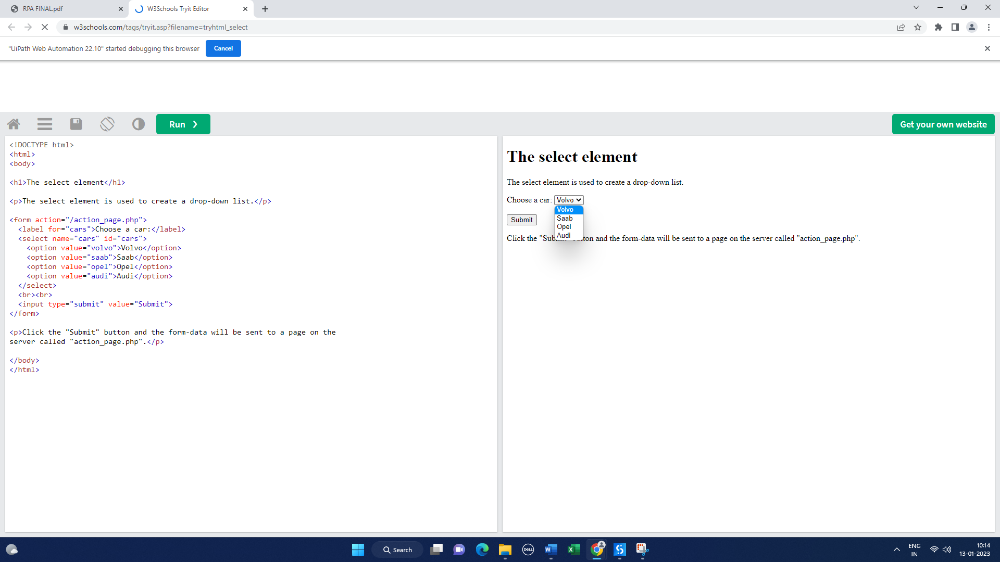 RPA FINAL.pdf
W3Schools Tryit Editor
w3schools.com/tags/tryit.asp?filename=tryhtml_select
"UiPath Web Automation 22.10" started debugging this browser
Cancel
Run ❯
Get your own website
<!DOCTYPE html>
<html>
<body>
<h1>The select element</h1>
<p>The select element is used to create a drop-down list.</p>
<form action="/action_page.php">
<label for="cars">Choose a car:</label>
<select name="cars" id="cars">
<option value="volvo">Volvo</option>
<option value="saab">Saab</option>
<option value="opel">Opel</option>
<option value="audi">Audi</option>
</select>
<br><br>
<input type="submit" value="Submit">
</form>
<p>Click the "Submit" button and the form-data will be sent to a page on the
server called "action_page.php".</p>
</body>
</html>
The select element
The select element is used to create a drop-down list.
Choose a car: Volvo
Volvo
Saab
Opel
Audi
Submit
Click the "Sub ton and the form-data will be sent to a page on the server called "action_page.php".
Search
DELL
ENG
IN
10:14
13-01-2023